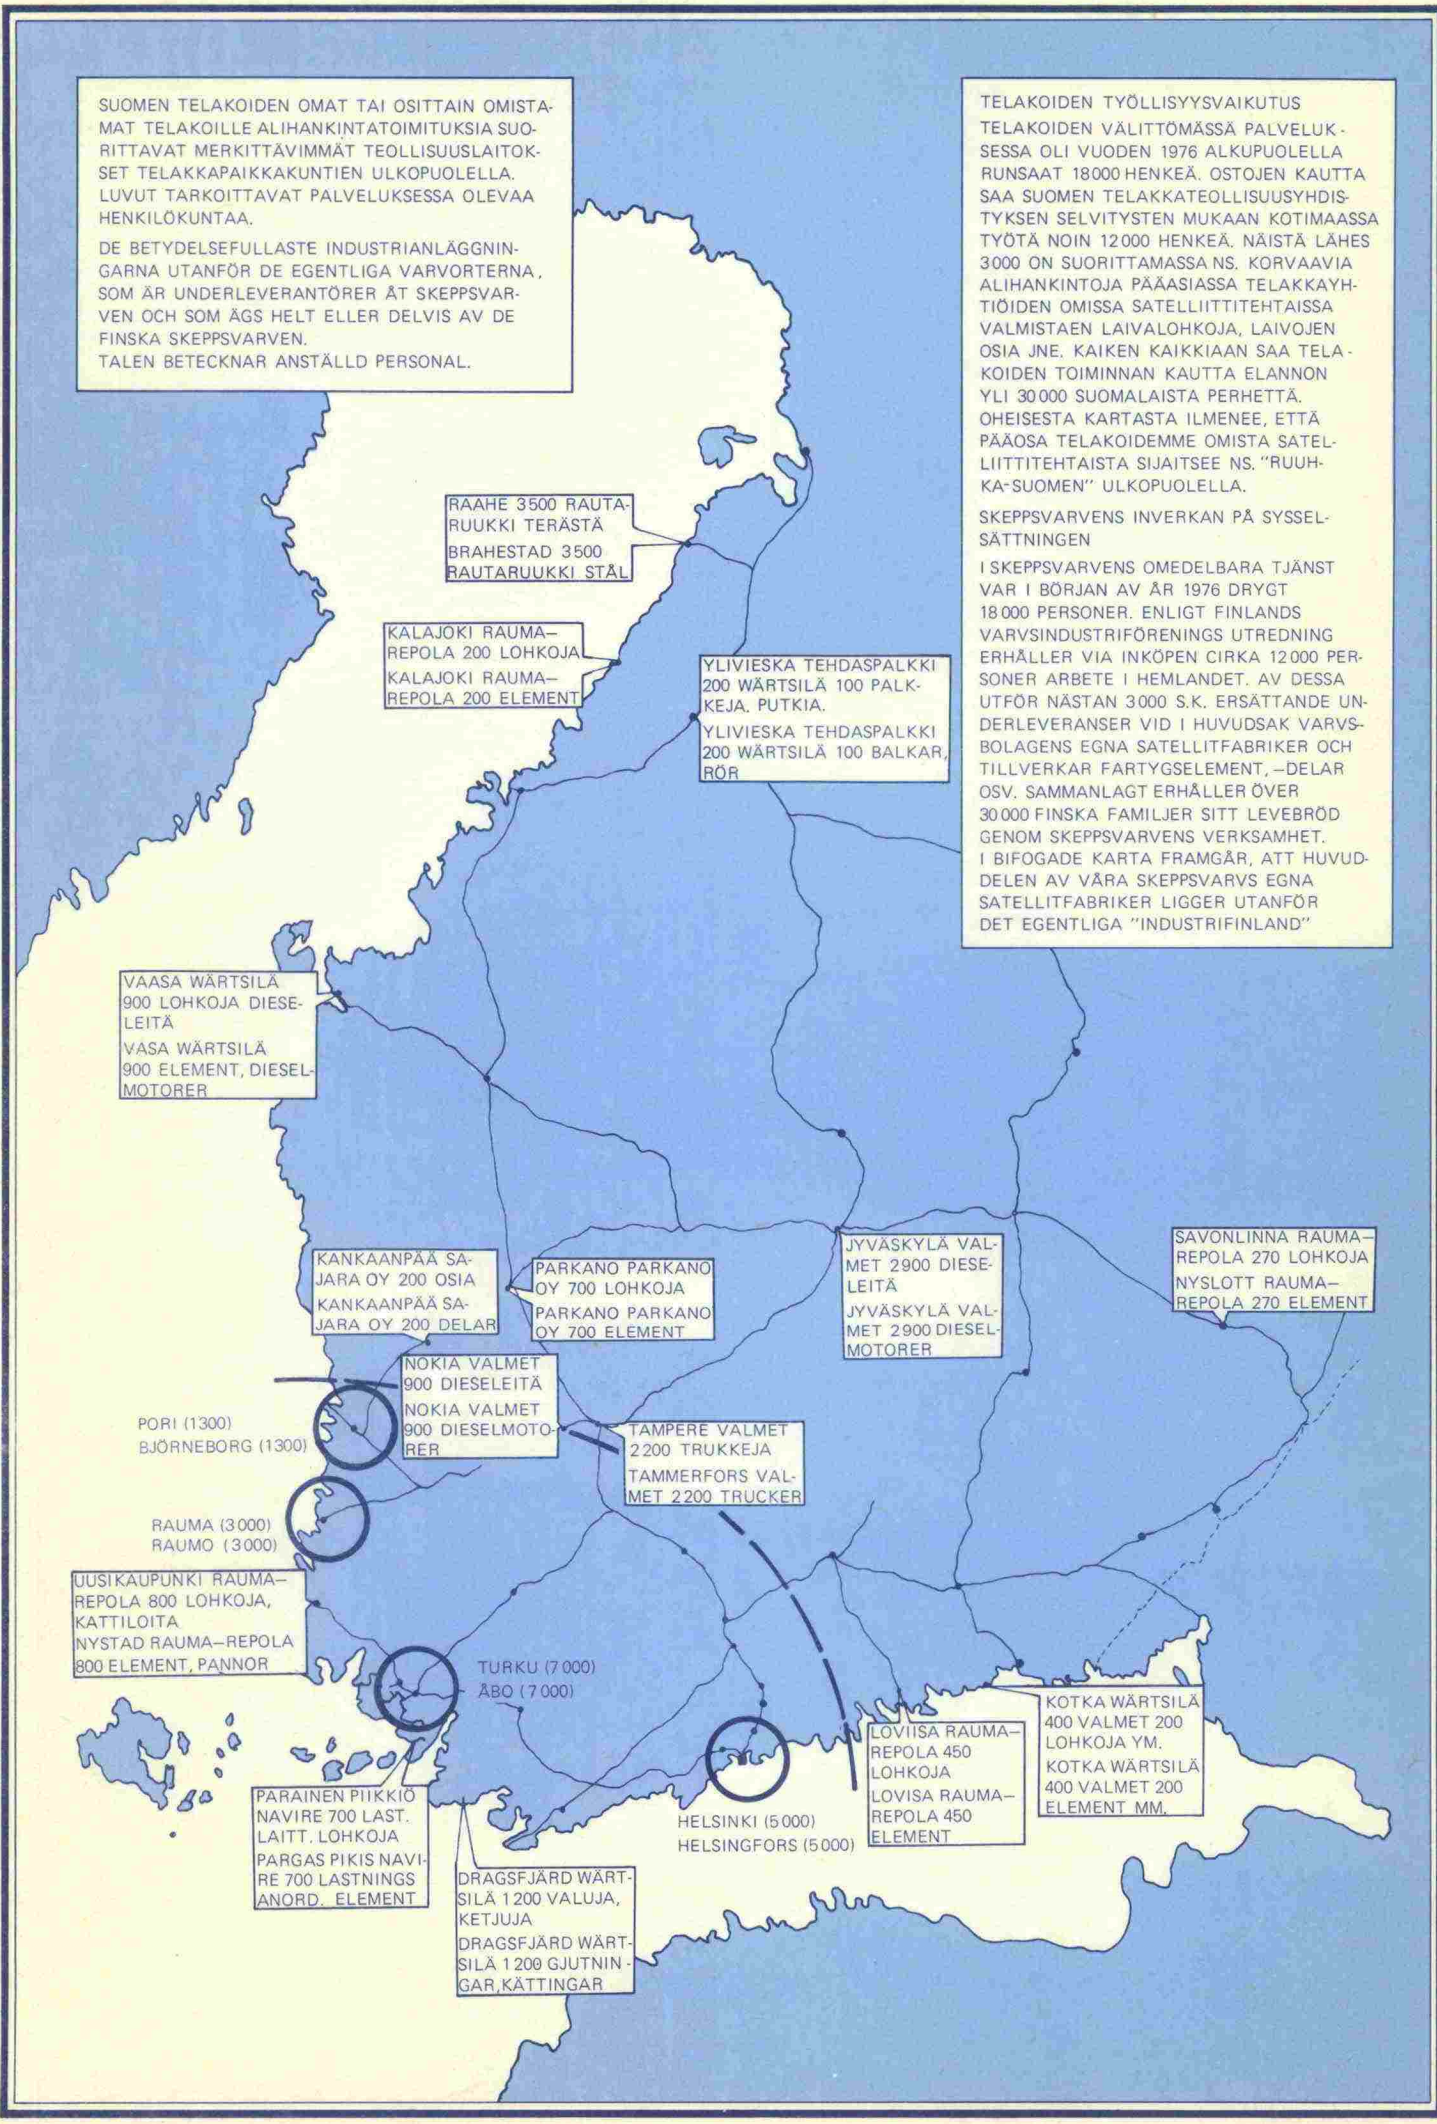 SUOMEN TELAKOIDEN OMAT TAI OSITTAIN OMISTA-
MAT TELAKOILLE ALIHANKINTATOIMITUKSIA SUO-
RITTAVAT MERKITTÄVIMMÄT TEOLLISUUSLAITOK-
SET TELAKKAPAIKKAKUNTIEN ULKOPUOLELLA.
LUVUT TARKOITTAVAT PALVELUKSESSA OLEVAA
HENKILÖKUNTAA.
DE BETYDELSEFULLASTE INDUSTRIANLÄGGNIN-
GARNA UTANFÖR DE EGENTLIGA VARVORTERNA,
SOM ÄR UNDERLEVERANTÖRER ÅT SKEPPSVAR-
VEN OCH SOM ÄGS HELT ELLER DELVIS AV DE
FINSKA SKEPPSVARVEN.
TALEN BETECKNAR ANSTÄLLD PERSONAL.
TELAKOIDEN TYÖLLISYYSVAIKUTUS
TELAKOIDEN VÄLITTÖMÄSSÄ PALVELUK-
SESSA OLI VUODEN 1976 ALKUPUOLELLA
RUNSAAT 18000 HENKEÄ. OSTOJEN KAUTTA
SAA SUOMEN TELAKKATEOLLISUUSYHDIS-
TYKSEN SELVITYSTEN MUKAAN KOTIMAASSA
TYÖTÄ NOIN 12000 HENKEÄ. NÄISTÄ LÄHES
3000 ON SUORITTAMASSA NS. KORVAAVIA
ALIHANKINTOJA PÄÄASIASSA TELAKKAYH-
TIÖIDEN OMISSA SATELLIITTITEHTAISSA
VALMISTAEN LAIVALOHKOJA, LAIVOJEN
OSIA JNE. KAIKEN KAIKKIAAN SAA TELA-
KOIDEN TOIMINNAN KAUTTA ELANNON
YLI 30000 SUOMALAISTA PERHETTÄ.
OHEISESTA KARTASTA ILMENEE, ETTÄ
PÄÄOSA TELAKOIDEMME OMISTA SATEL-
LIITTITEHTAISTA SIJAITSEE NS. "RUUH-
KA-SUOMEN" ULKOPUOLELLA.
SKEPPSVARVENS INVERKAN PÅ SYSSEL-
SÄTTNINGEN
I SKEPPSVARVENS OMEDELBARA TJÄNST
VAR I BÖRJAN AV ÅR 1976 DRYGT
18000 PERSONER. ENLIGT FINLANDS
VARVSINDUSTRIFÖRENINGS UTREDNING
ERHÅLLER VIA INKÖPEN CIRKA 12000 PER-
SONER ARBETE I HEMLANDET. AV DESSA
UTFÖR NÄSTAN 3000 S.K. ERSÄTTANDE UN-
DERLEVERANSER VID I HUVUDSAK VARVS-
BOLAGENS EGNA SATELLITFABRIKER OCH
TILLVERKAR FARTYGSELEMENT, –DELAR
OSV. SAMMANLAGT ERHÅLLER ÖVER
30000 FINSKA FAMILJER SITT LEVEBRÖD
GENOM SKEPPSVARVENS VERKSAMHET.
I BIFOGADE KARTA FRAMGÅR, ATT HUVUD-
DELEN AV VÅRA SKEPPSVARVS EGNA
SATELLITFABRIKER LIGGER UTANFÖR
DET EGENTLIGA "INDUSTRIFINLAND"
RAAHE 3500 RAUTA-
RUUKKI TERÄSTÄ
BRAHESTAD 3500
RAUTARUUKKI STÅL
KALAJOKI RAUMA–
REPOLA 200 LOHKOJA
KALAJOKI RAUMA–
REPOLA 200 ELEMENT
YLIVIESKA TEHDASPALKKI
200 WÄRTSILÄ 100 PALK-
KEJA. PUTKIA.
YLIVIESKA TEHDASPALKKI
200 WÄRTSILÄ 100 BALKAR,
RÖR
VAASA WÄRTSILÄ
900 LOHKOJA DIESE-
LEITÄ
VASA WÄRTSILÄ
900 ELEMENT, DIESEL-
MOTORER
KANKAANPÄÄ SA-
JARA OY 200 OSIA
KANKAANPÄÄ SA-
JARA OY 200 DELAR
PARKANO PARKANO
OY 700 LOHKOJA
PARKANO PARKANO
OY 700 ELEMENT
JYVÄSKYLÄ VAL-
MET 2900 DIESE-
LEITÄ
JYVÄSKYLÄ VAL-
MET 2900 DIESEL-
MOTORER
SAVONLINNA RAUMA–
REPOLA 270 LOHKOJA
NYSLOTT RAUMA–
REPOLA 270 ELEMENT
NOKIA VALMET
900 DIESELEITÄ
NOKIA VALMET
900 DIESELMOTO-
RER
TAMPERE VALMET
2200 TRUKKEJA
TAMMERFORS VAL-
MET 2200 TRUCKER
PORI (1300)
BJÖRNEBORG (1300)
RAUMA (3000)
RAUMO (3000)
UUSIKAUPUNKI RAUMA–
REPOLA 800 LOHKOJA,
KATTILOITA
NYSTAD RAUMA–REPOLA
800 ELEMENT, PANNOR
TURKU (7000)
ÅBO (7000)
PARAINEN PIIKKIÖ
NAVIRE 700 LAST.
LAITT. LOHKOJA
PARGAS PIKIS NAVI-
RE 700 LASTNINGS
ANORD. ELEMENT
DRAGSFJÄRD WÄRT-
SILÄ 1200 VALUJA,
KETJUJA
DRAGSFJÄRD WÄRT-
SILÄ 1200 GJUTNIN-
GAR, KÄTTINGAR
HELSINKI (5000)
HELSINGFORS (5000)
LOVIISA RAUMA–
REPOLA 450
LOHKOJA
LOVISA RAUMA–
REPOLA 450
ELEMENT
KOTKA WÄRTSILÄ
400 VALMET 200
LOHKOJA YM.
KOTKA WÄRTSILÄ
400 VALMET 200
ELEMENT MM.